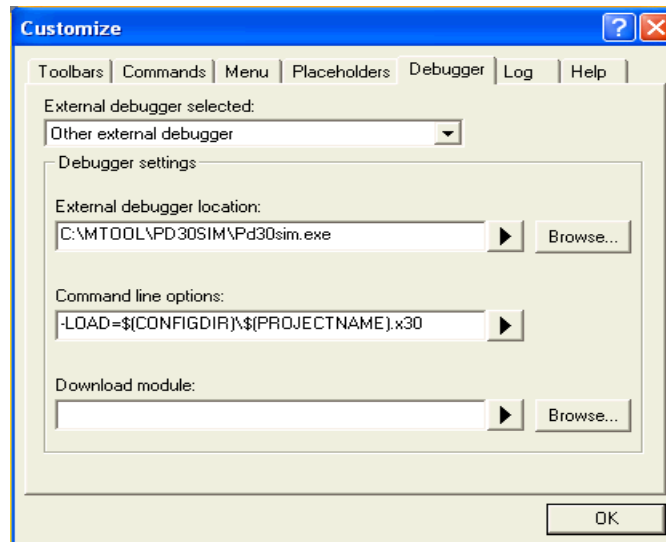 Customize
Toolbars Commands Menu Placeholders Debugger Log Help
External debugger selected:
Other external debugger
Debugger settings
External debugger location:
C:\MTOOL\PD30SIM\Pd30sim.exe
Browse...
Command line options:
-LOAD=$(CONFIGDIR)\$(PROJECTNAME).x30
Download module:
Browse...
OK